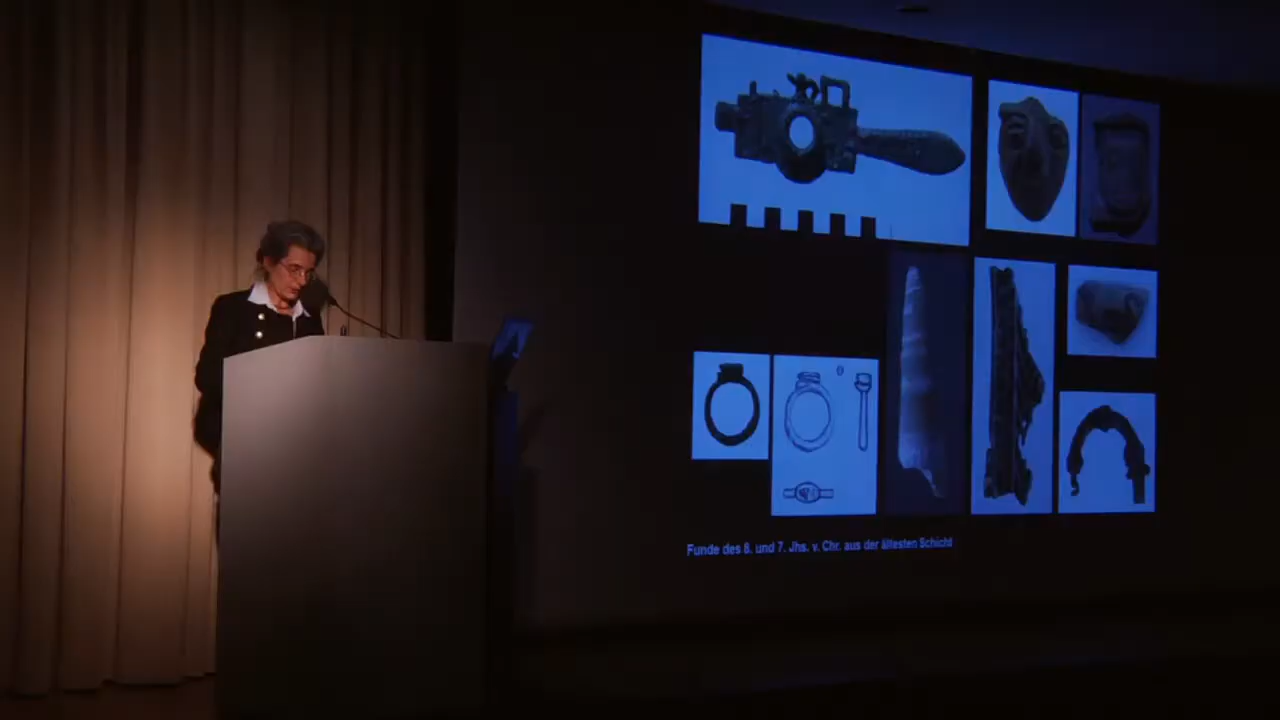 Funde des 8. und 7. Jhs. v. Chr. aus der ältesten Schicht